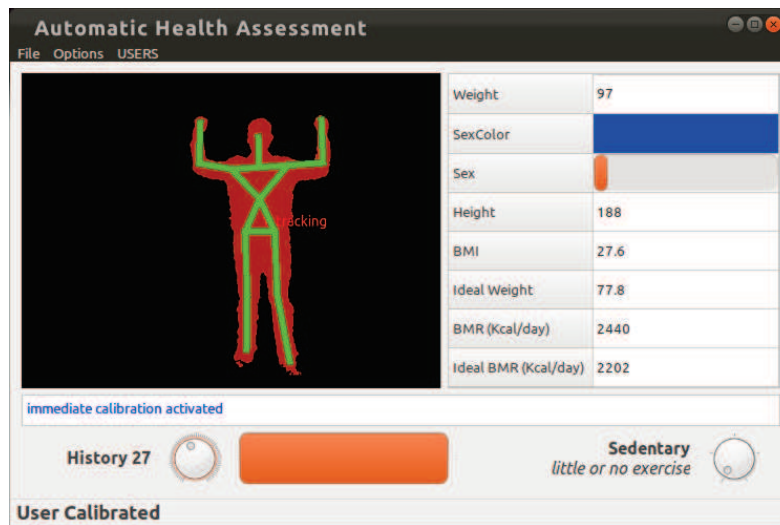 Automatic Health Assessment
File Options USERS
Weight 97
SexColor
Sex
tracking
Height 188
BMI 27.6
Ideal Weight 77.8
BMR (Kcal/day) 2440
Ideal BMR (Kcal/day) 2202
immediate calibration activated
History 27
Sedentary
little or no exercise
User Calibrated